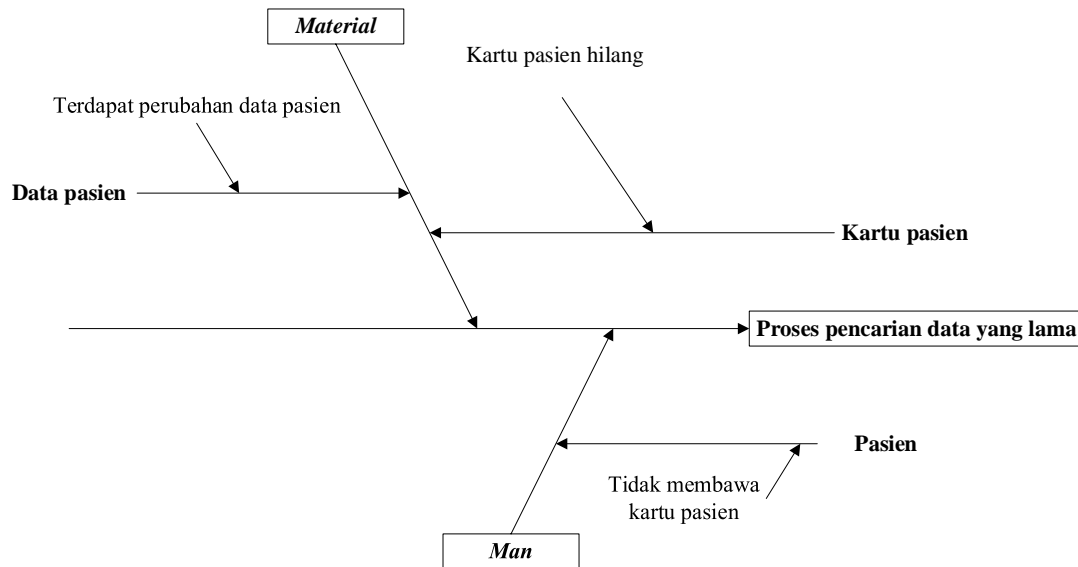 Material
Kartu pasien hilang
Terdapat perubahan data pasien
Data pasien
Kartu pasien
Proses pencarian data yang lama
Pasien
Tidak membawa
kartu pasien
Man